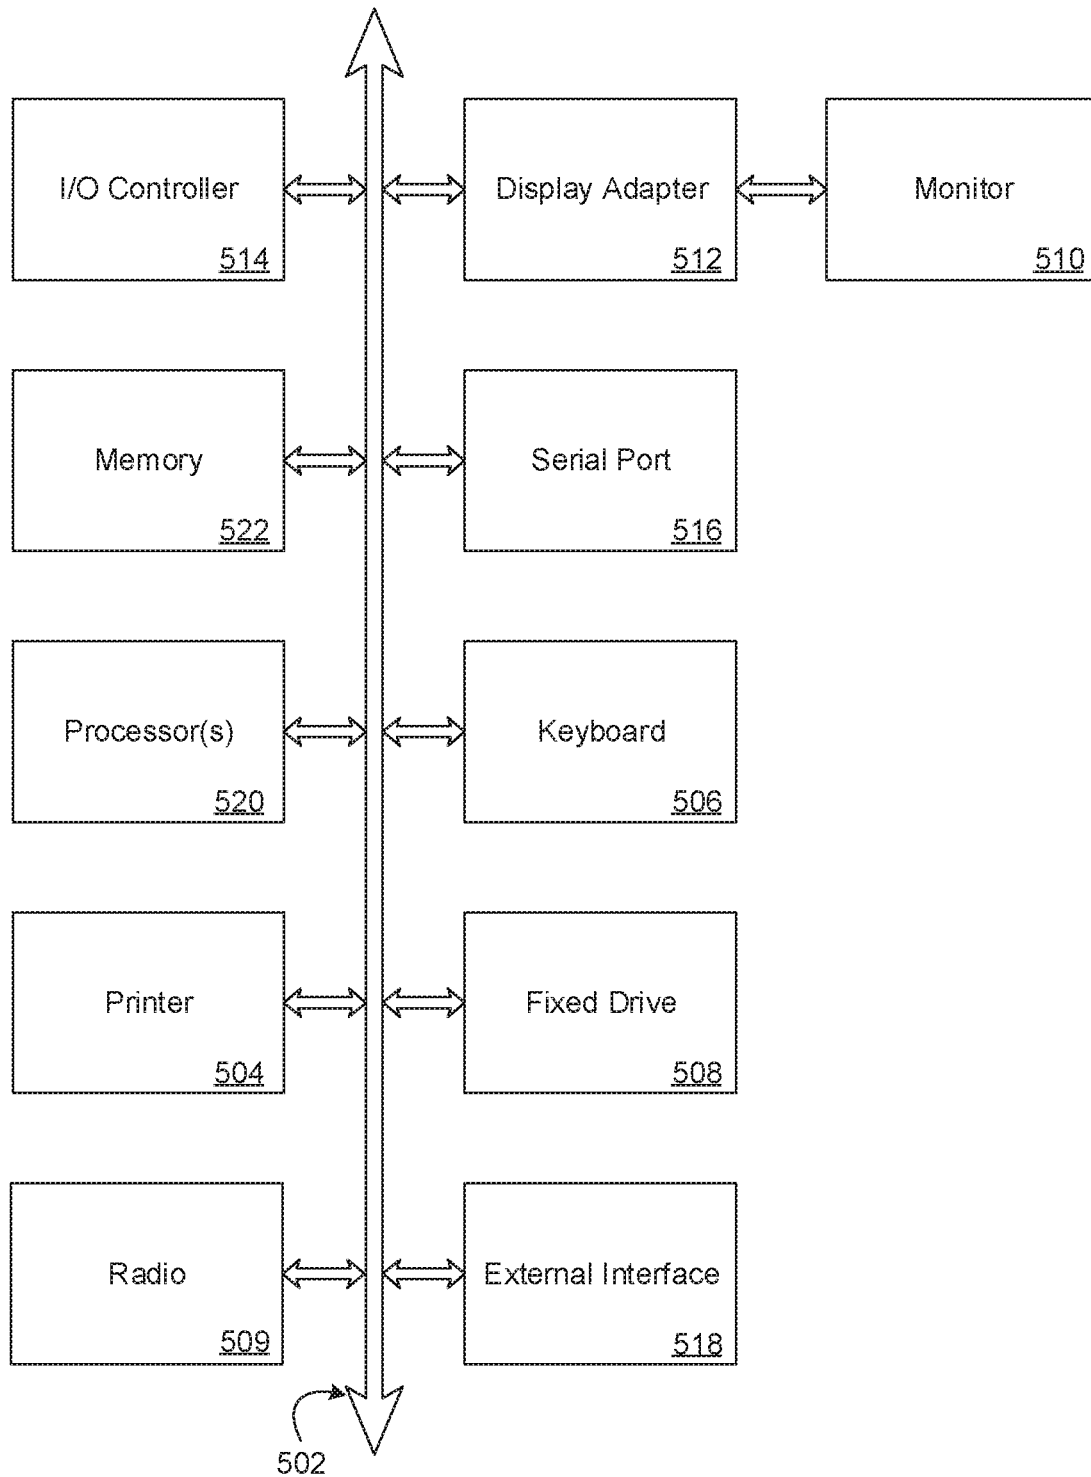 I/O Controller
514
Display Adapter
512
Monitor
510
Memory
522
Serial Port
516
Processor(s)
520
Keyboard
506
Printer
504
Fixed Drive
508
Radio
509
External Interface
518
502